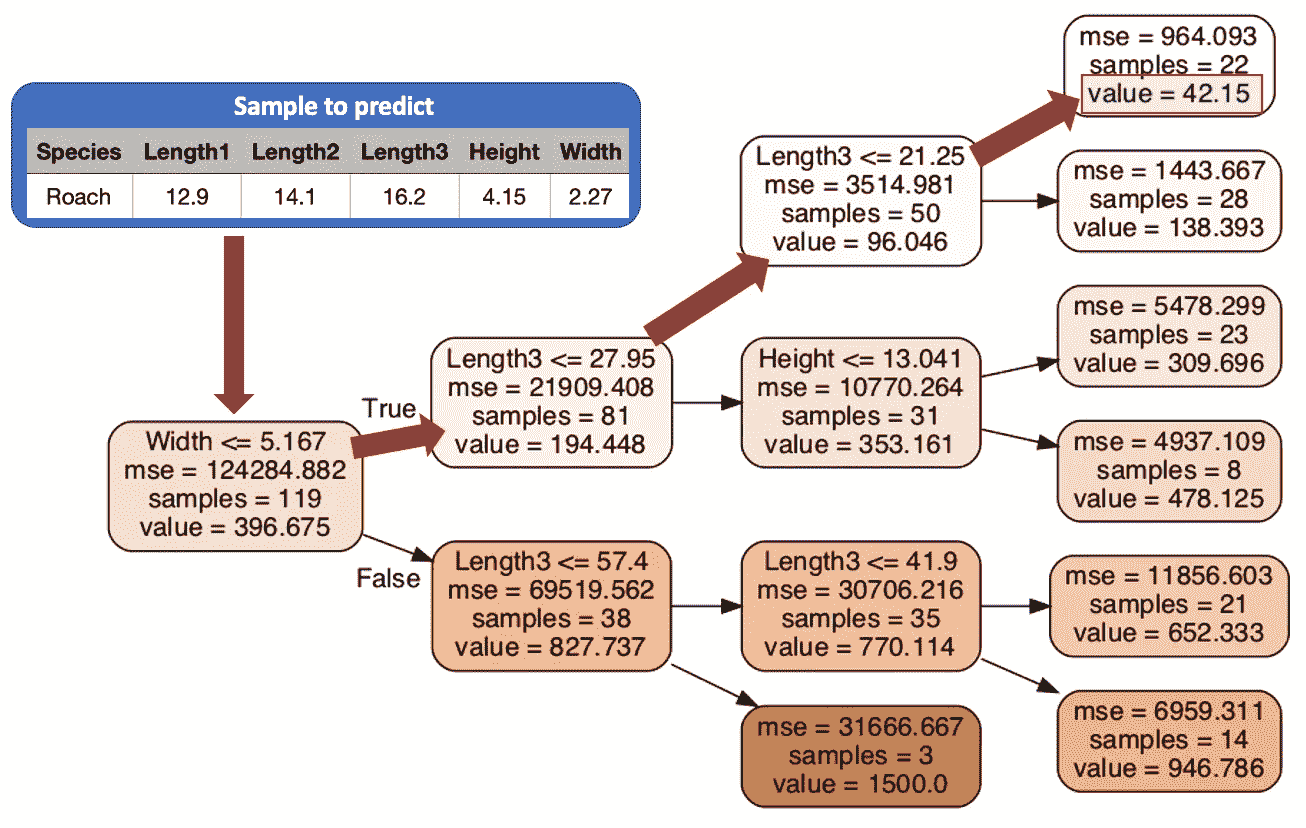 Sample to predict
Species Length1 Length2 Length3 Height Width
Roach 12.9 14.1 16.2 4.15 2.27
Width <= 5.167
mse = 124284.882
samples = 119
value = 396.675
True
False
Length3 <= 27.95
mse = 21909.408
samples = 81
value = 194.448
Length3 <= 57.4
mse = 69519.562
samples = 38
value = 827.737
Length3 <= 21.25
mse = 3514.981
samples = 50
value = 96.046
Height <= 13.041
mse = 10770.264
samples = 31
value = 353.161
Length3 <= 41.9
mse = 30706.216
samples = 35
value = 770.114
mse = 31666.667
samples = 3
value = 1500.0
mse = 964.093
samples = 22
value = 42.15
mse = 1443.667
samples = 28
value = 138.393
mse = 5478.299
samples = 23
value = 309.696
mse = 4937.109
samples = 8
value = 478.125
mse = 11856.603
samples = 21
value = 652.333
mse = 6959.311
samples = 14
value = 946.786